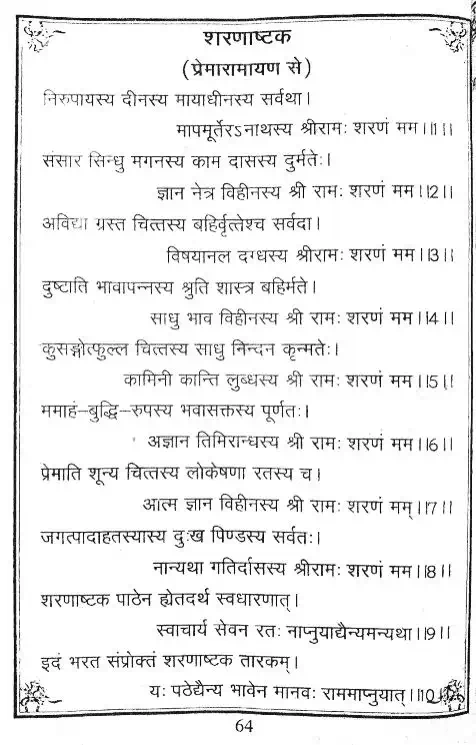 शरणाष्टक
(प्रेमारामायण से)
निरुपायस्य दीनस्य मायाधीनस्य सर्वथा।
मापमूर्तेरऽनाथस्य श्रीरामः शरणं मम।।1।।
संसार सिन्धु मगनस्य काम दासस्य दुर्मतेः।
ज्ञान नेत्र विहीनस्य श्री रामः शरणं मम।।2।।
अविद्या ग्रस्त चित्तस्य बहिर्वृत्तेश्च सर्वदा।
विषयानल दग्धस्य श्रीरामः शरणं मम।।3।।
दुष्टाति भावापन्नस्य श्रुति शास्त्र बहिर्मते।
साधु भाव विहीनस्य श्री रामः शरणं मम।।4।।
कुसङ्गोत्फुल्ल चित्तस्य साधु निन्दन कृन्मतेः।
कामिनी कान्ति लुब्धस्य श्री रामः शरणं मम।।5।।
ममाहं-बुद्धि-रुपस्य भवासक्तस्य पूर्णतः।
अज्ञान तिमिरान्धस्य श्री रामः शरणं मम।।6।।
प्रेमाति शून्य चित्तस्य लोकेषणा रतस्य च।
आत्म ज्ञान विहीनस्य श्री रामः शरणं मम्।।7।।
जगत्पादाहतस्यास्य दुःख पिण्डस्य सर्वतः।
नान्यथा गतिर्दासस्य श्रीरामः शरणं मम।।8।।
शरणाष्टक पाठेन ह्येतदर्थ स्वधारणात्।
स्वाचार्य सेवन रतः नाप्नुयाद्यैन्यमन्यथा।।9।।
इदं भरत संप्रोक्तं शरणाष्टक तारकम्।
यः पठेद्यैन्य भावेन मानवः राममाप्नुयात्।।10।।
64